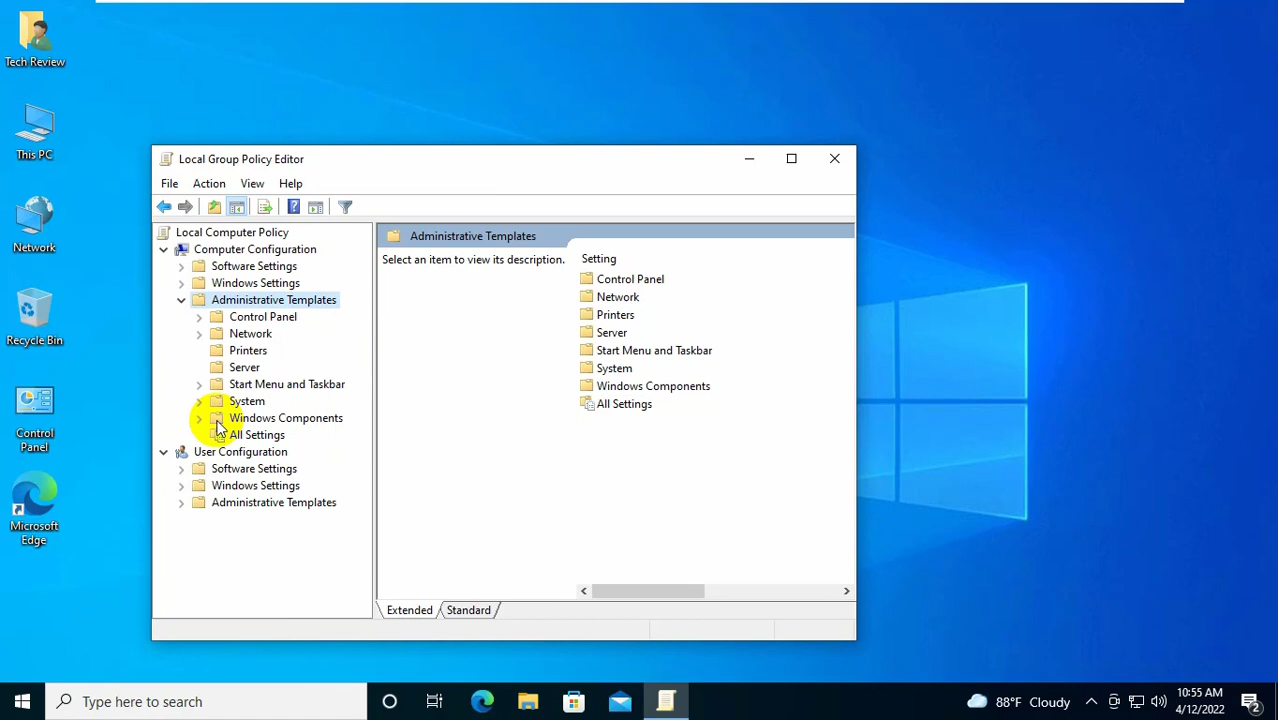 Tech Review
This PC
Network
Recycle Bin
Control
Panel
Microsoft
Edge
Local Group Policy Editor
File Action View Help
Local Computer Policy
Computer Configuration
Software Settings
Windows Settings
Administrative Templates
Control Panel
Network
Printers
Server
Start Menu and Taskbar
System
Windows Components
All Settings
User Configuration
Software Settings
Windows Settings
Administrative Templates
Administrative Templates
Select an item to view its description.
Setting
Control Panel
Network
Printers
Server
Start Menu and Taskbar
System
Windows Components
All Settings
Extended Standard
Type here to search
88°F Cloudy
10:55 AM
4/12/2022
2